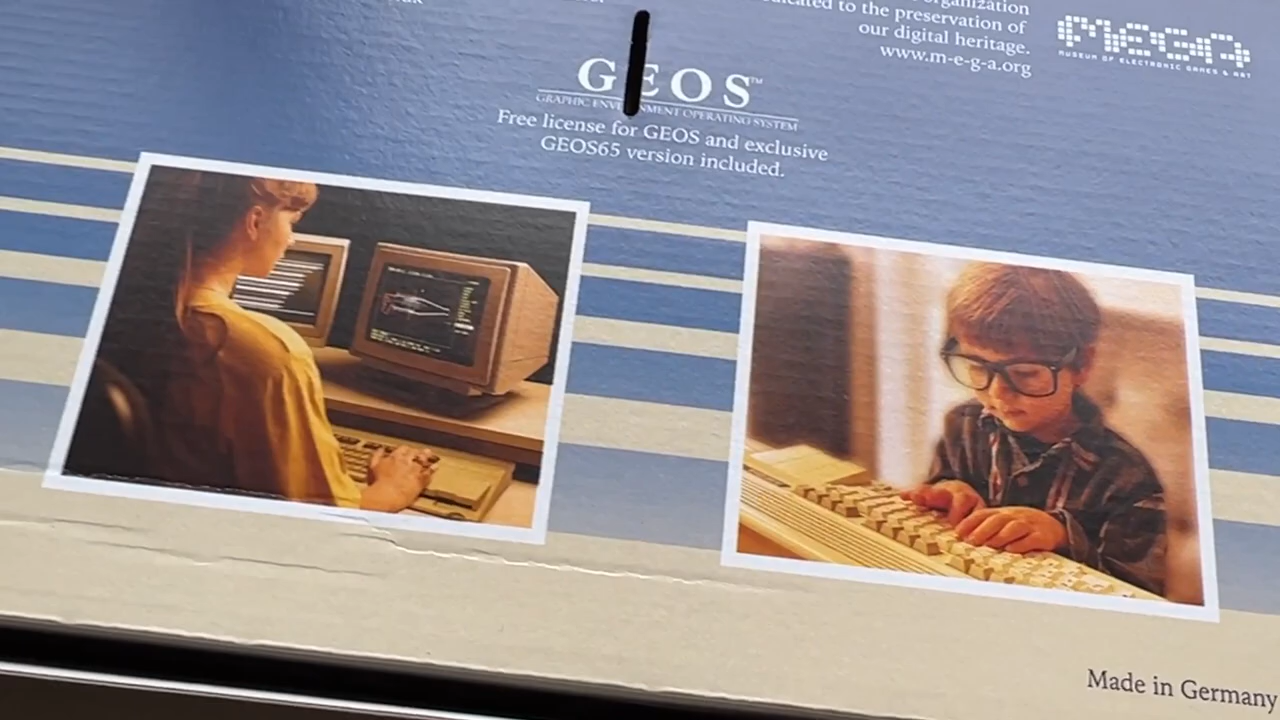 organization
dedicated to the preservation of
our digital heritage.
www.m-e-g-a.org
MEGA
MUSEUM OF ELECTRONIC GAMES & ART
GEOS™
GRAPHIC ENVIRONMENT OPERATING SYSTEM
Free license for GEOS and exclusive
GEOS65 version included.
Made in Germany